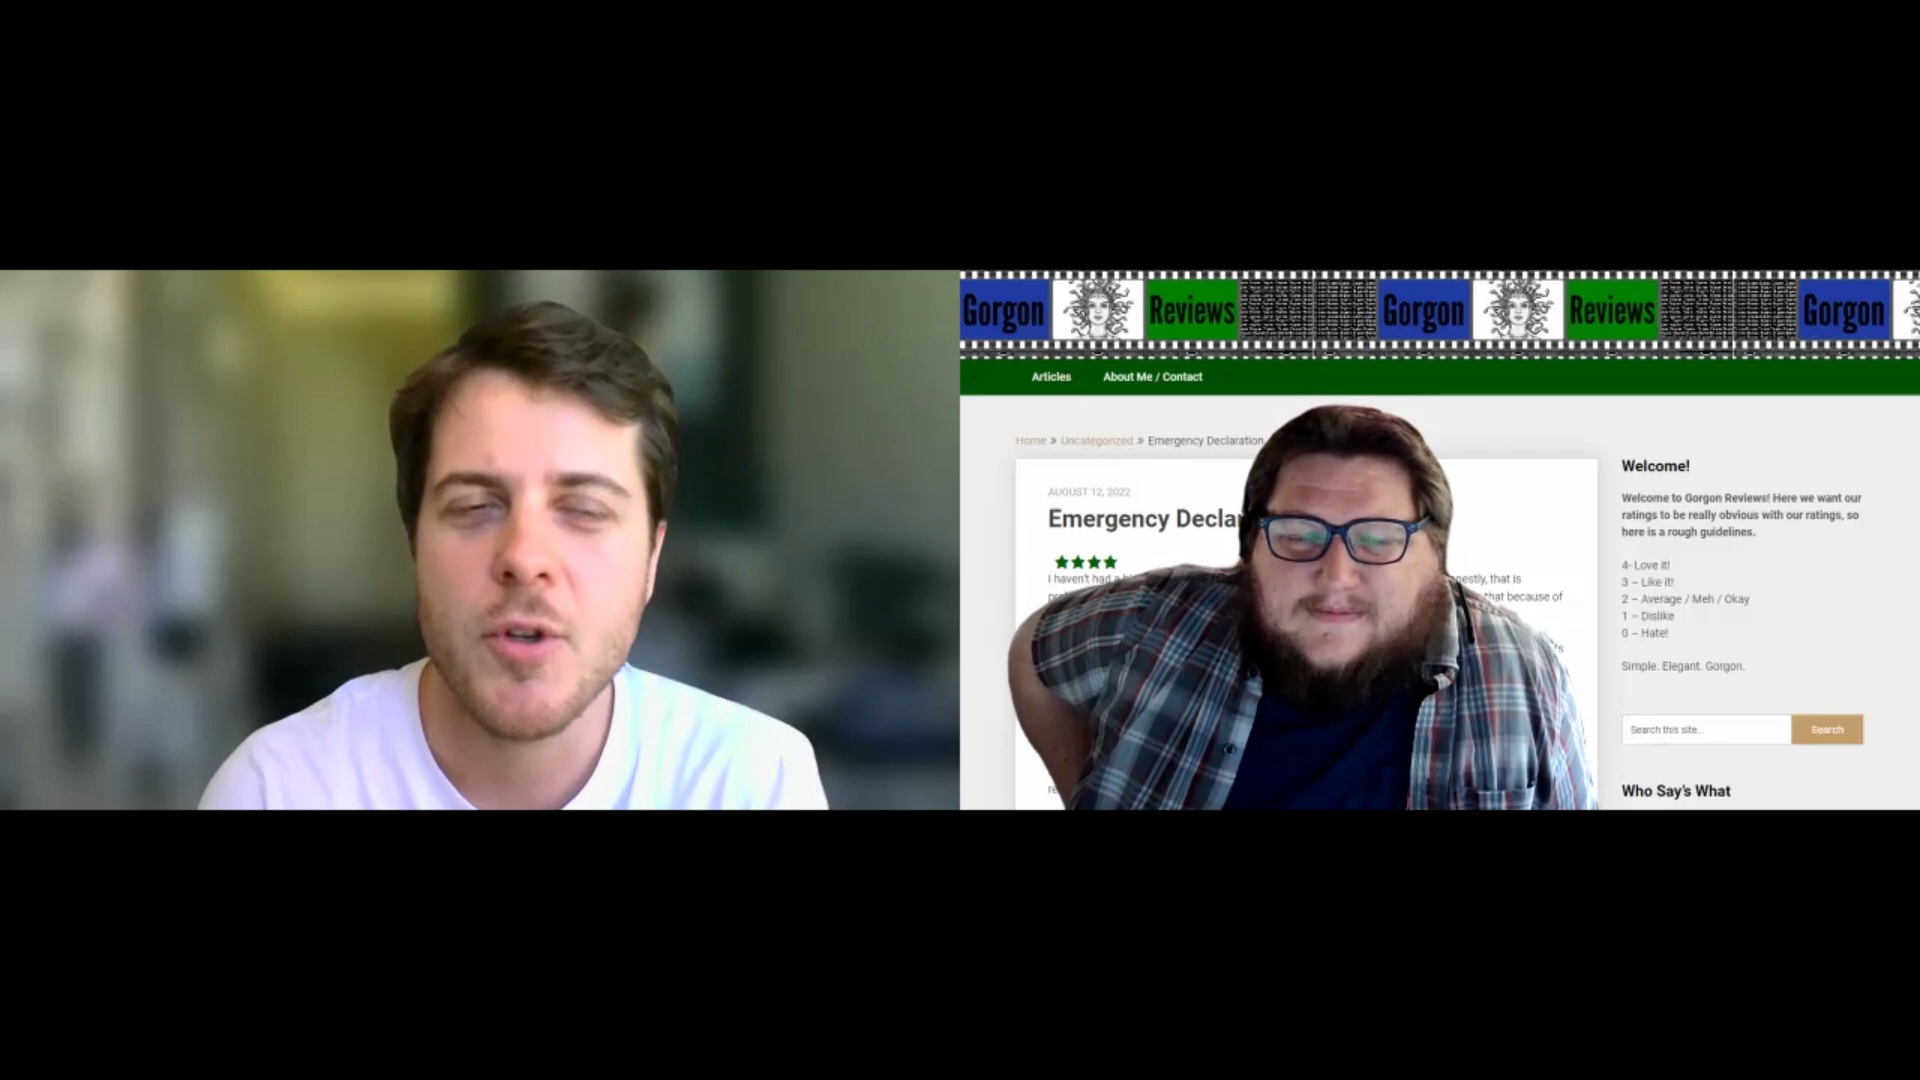 Gorgon Reviews Gorgon Reviews Gorgon
Articles About Me / Contact
Home » Uncategorized » Emergency Declaration
AUGUST 12, 2022
Emergency Declar
★★★★
I haven't had a
nestly, that is
that because of
re
Welcome!
Welcome to Gorgon Reviews! Here we want our
ratings to be really obvious with our ratings, so
here is a rough guidelines.
4- Love it!
3 – Like it!
2 – Average / Meh / Okay
1 – Dislike
0 – Hate!
Simple. Elegant. Gorgon.
Search this site... Search
Who Say's What